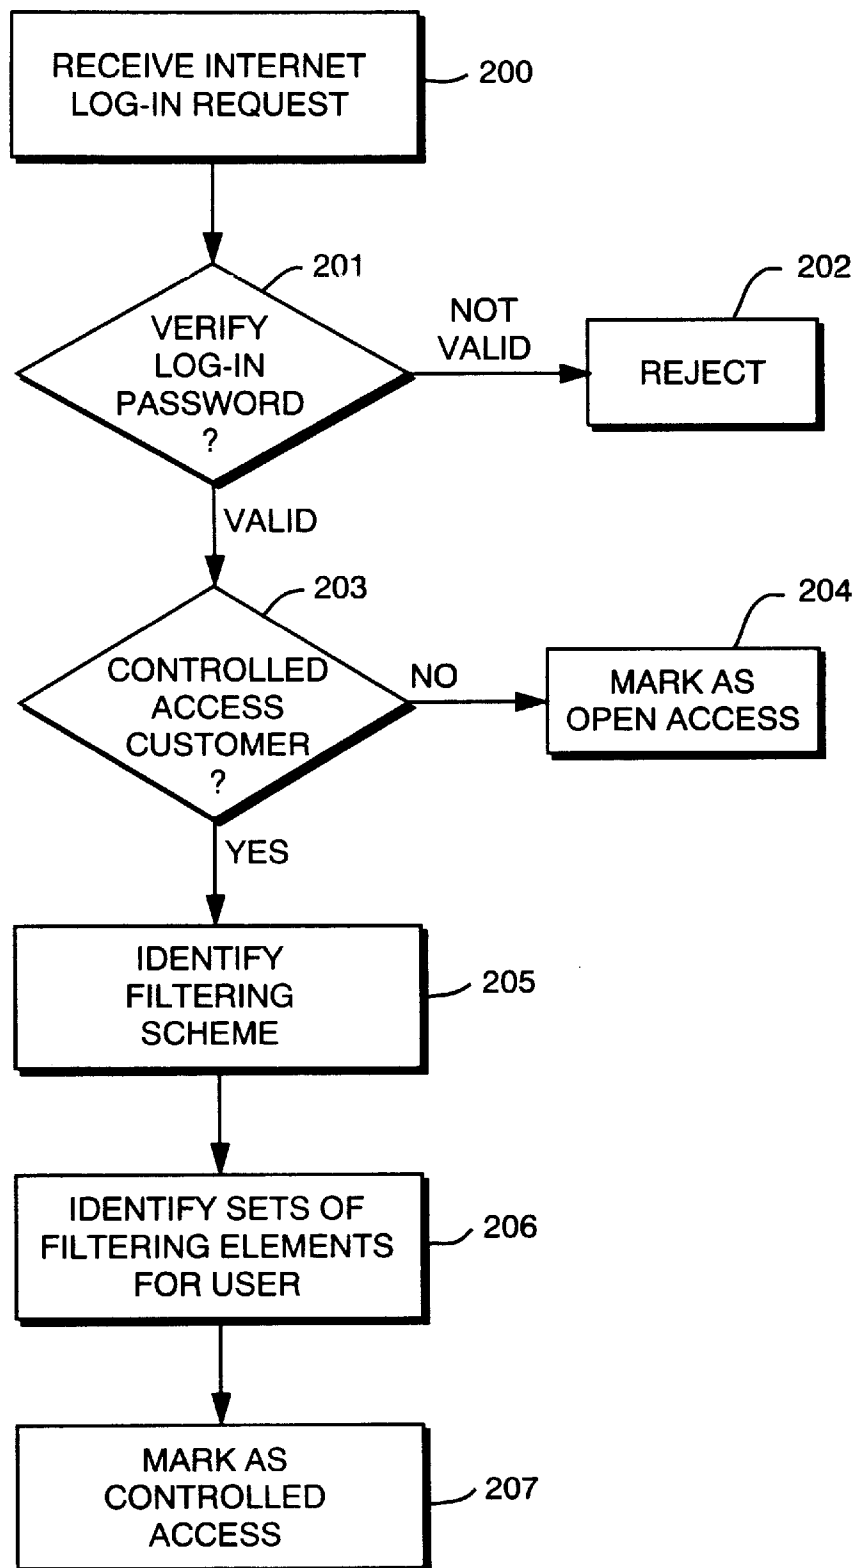 RECEIVE INTERNET
LOG-IN REQUEST
200
201
VERIFY
LOG-IN
PASSWORD
?
NOT
VALID
202
REJECT
VALID
203
CONTROLLED
ACCESS
CUSTOMER
?
NO
204
MARK AS
OPEN ACCESS
YES
IDENTIFY
FILTERING
SCHEME
205
IDENTIFY SETS OF
FILTERING ELEMENTS
FOR USER
206
MARK AS
CONTROLLED
ACCESS
207